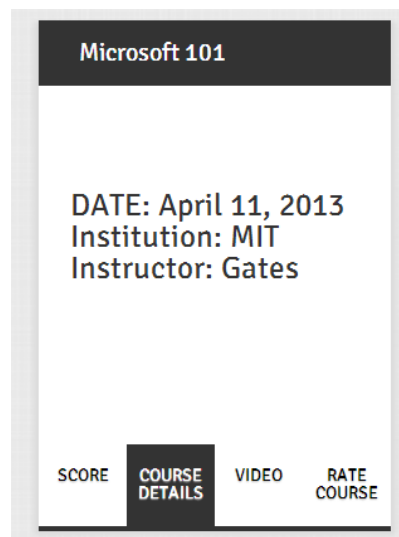 Microsoft 101
DATE: April 11, 2013
Institution: MIT
Instructor: Gates
SCORE
COURSE
DETAILS
VIDEO
RATE
COURSE